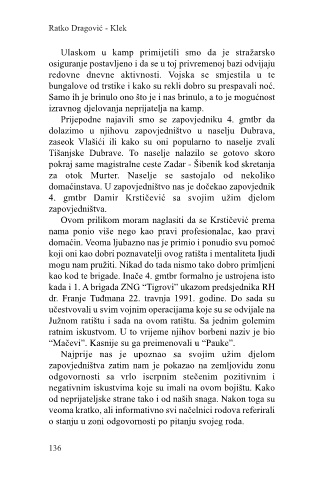 Ratko Dragović - Klek
Ulaskom u kamp primijetili smo da je stražarsko
osiguranje postavljeno i da se u toj privremenoj bazi odvijaju
redovne dnevne aktivnosti. Vojska se smjestila u te
bungalove od trstike i kako su rekli dobro su prespavali noć.
Samo ih je brinulo ono što je i nas brinulo, a to je mogućnost
izravnog djelovanja neprijatelja na kamp.
Prijepodne najavili smo se zapovjedniku 4. gmtbr da
dolazimo u njihovu zapovjedništvo u naselju Dubrava,
zaseok Vlašići ili kako su oni popularno to naselje zvali
Tišanjske Dubrave. To naselje nalazilo se gotovo skoro
pokraj same magistralne ceste Zadar - Šibenik kod skretanja
za otok Murter. Naselje se sastojalo od nekoliko
domaćinstava. U zapovjedništvo nas je dočekao zapovjednik
4. gmtbr Damir Krstičević sa svojim užim djelom
zapovjedništva.
Ovom prilikom moram naglasiti da se Krstičević prema
nama ponio više nego kao pravi profesionalac, kao pravi
domaćin. Veoma ljubazno nas je primio i ponudio svu pomoć
koji oni kao dobri poznavatelji ovog ratišta i mentaliteta ljudi
mogu nam pružiti. Nikad do tada nismo tako dobro primljeni
kao kod te brigade. Inače 4. gmtbr formalno je ustrojena isto
kada i 1. A brigada ZNG “Tigrovi” ukazom predsjednika RH
dr. Franje Tuđmana 22. travnja 1991. godine. Do sada su
učestvovali u svim vojnim operacijama koje su se odvijale na
Južnom ratištu i sada na ovom ratištu. Sa jednim golemim
ratnim iskustvom. U to vrijeme njihov borbeni naziv je bio
“Mačevi”. Kasnije su ga preimenovali u “Pauke”.
Najprije nas je upoznao sa svojim užim djelom
zapovjedništva zatim nam je pokazao na zemljovidu zonu
odgovornosti sa vrlo iscrpnim stečenim pozitivnim i
negativnim iskustvima koje su imali na ovom bojištu. Kako
od neprijateljske strane tako i od naših snaga. Nakon toga su
veoma kratko, ali informativno svi načelnici rodova referirali
o stanju u zoni odgovornosti po pitanju svojeg roda.
136